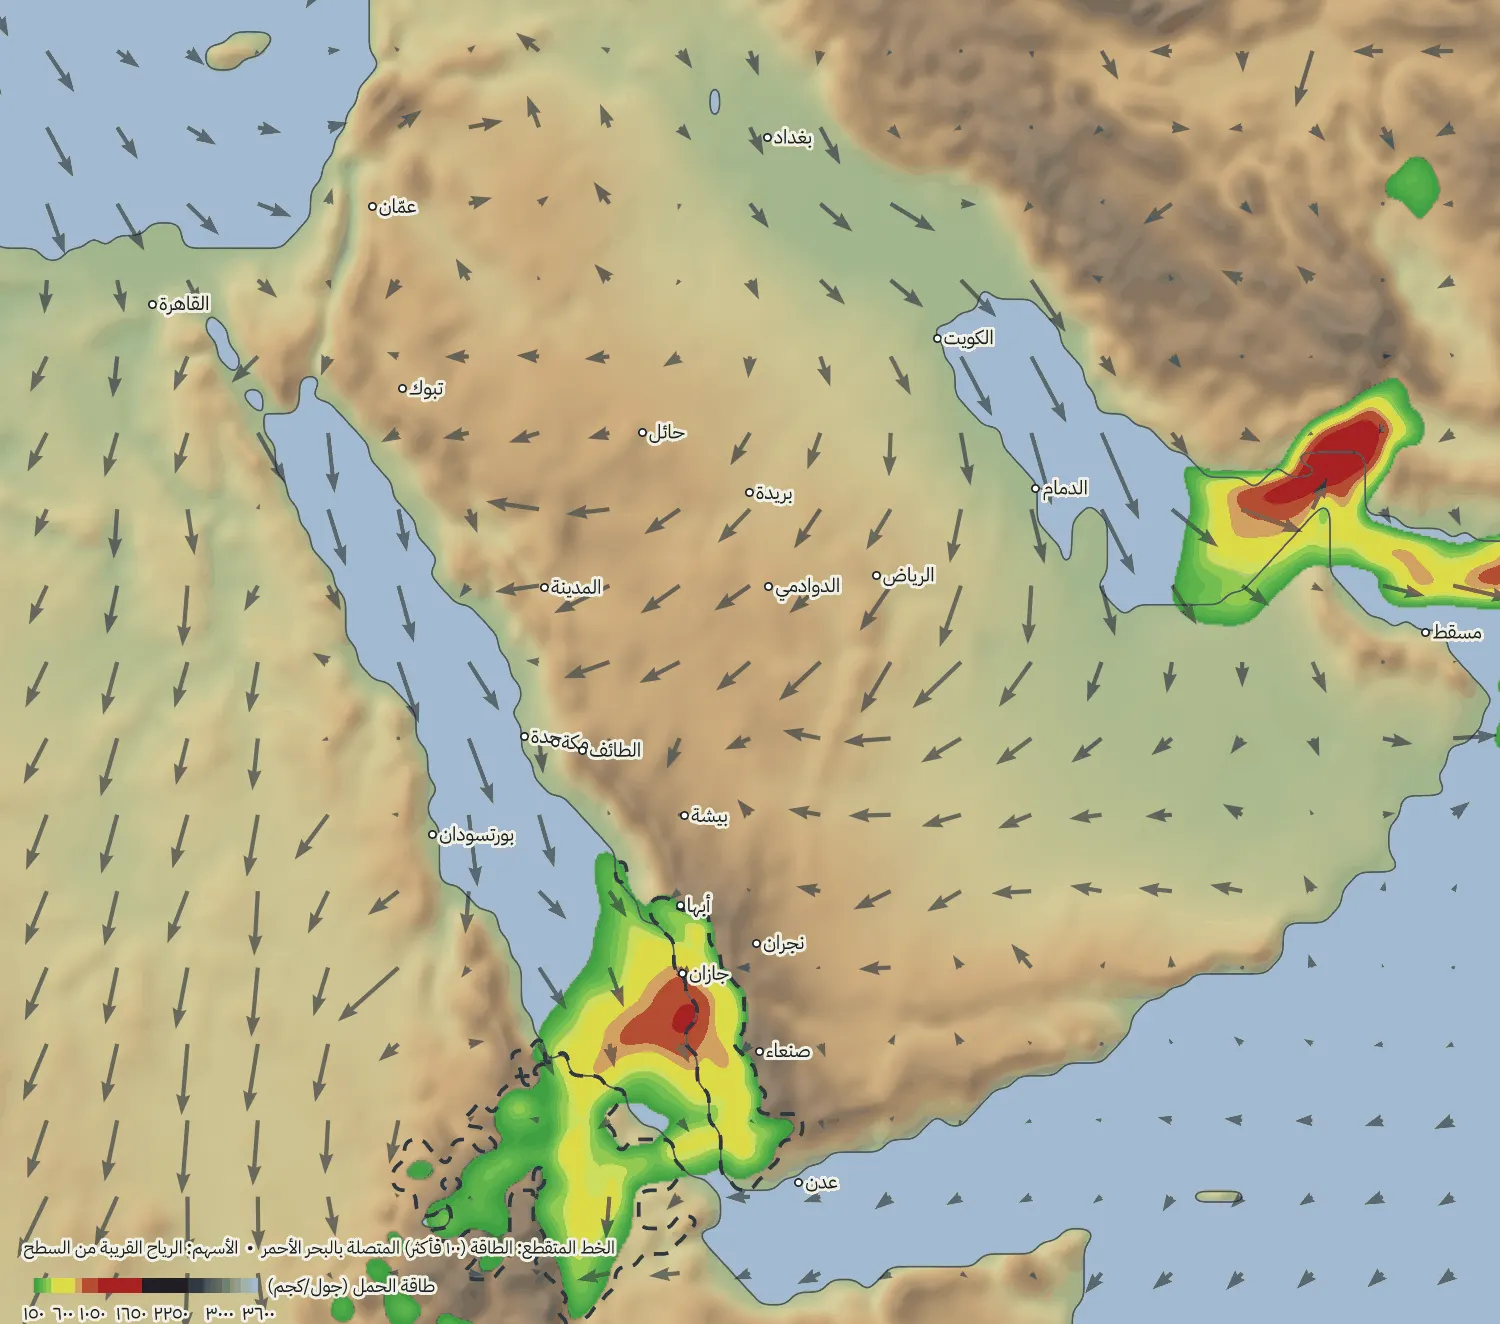 بغداد
عمّان
القاهرة
الكويت
تبوك
حائل
الدمام
بريدة
الرياض
الدوادمي
المدينة
مسقط
جدة
مكة
الطائف
بيشة
بورتسودان
أبها
نجران
جازان
صنعاء
عدن
الخط المتقطع: الطاقة (١٠ فأكثر) المتصلة بالبحر الأحمر • الأسهم: الرياح القريبة من السطح
طاقة الحمل (جول/كجم)
١٥٠ ٦٠٠ ١٠٥٠ ١٦٥٠ ٢٢٥٠ ٣٠٠٠ ٣٦٠٠